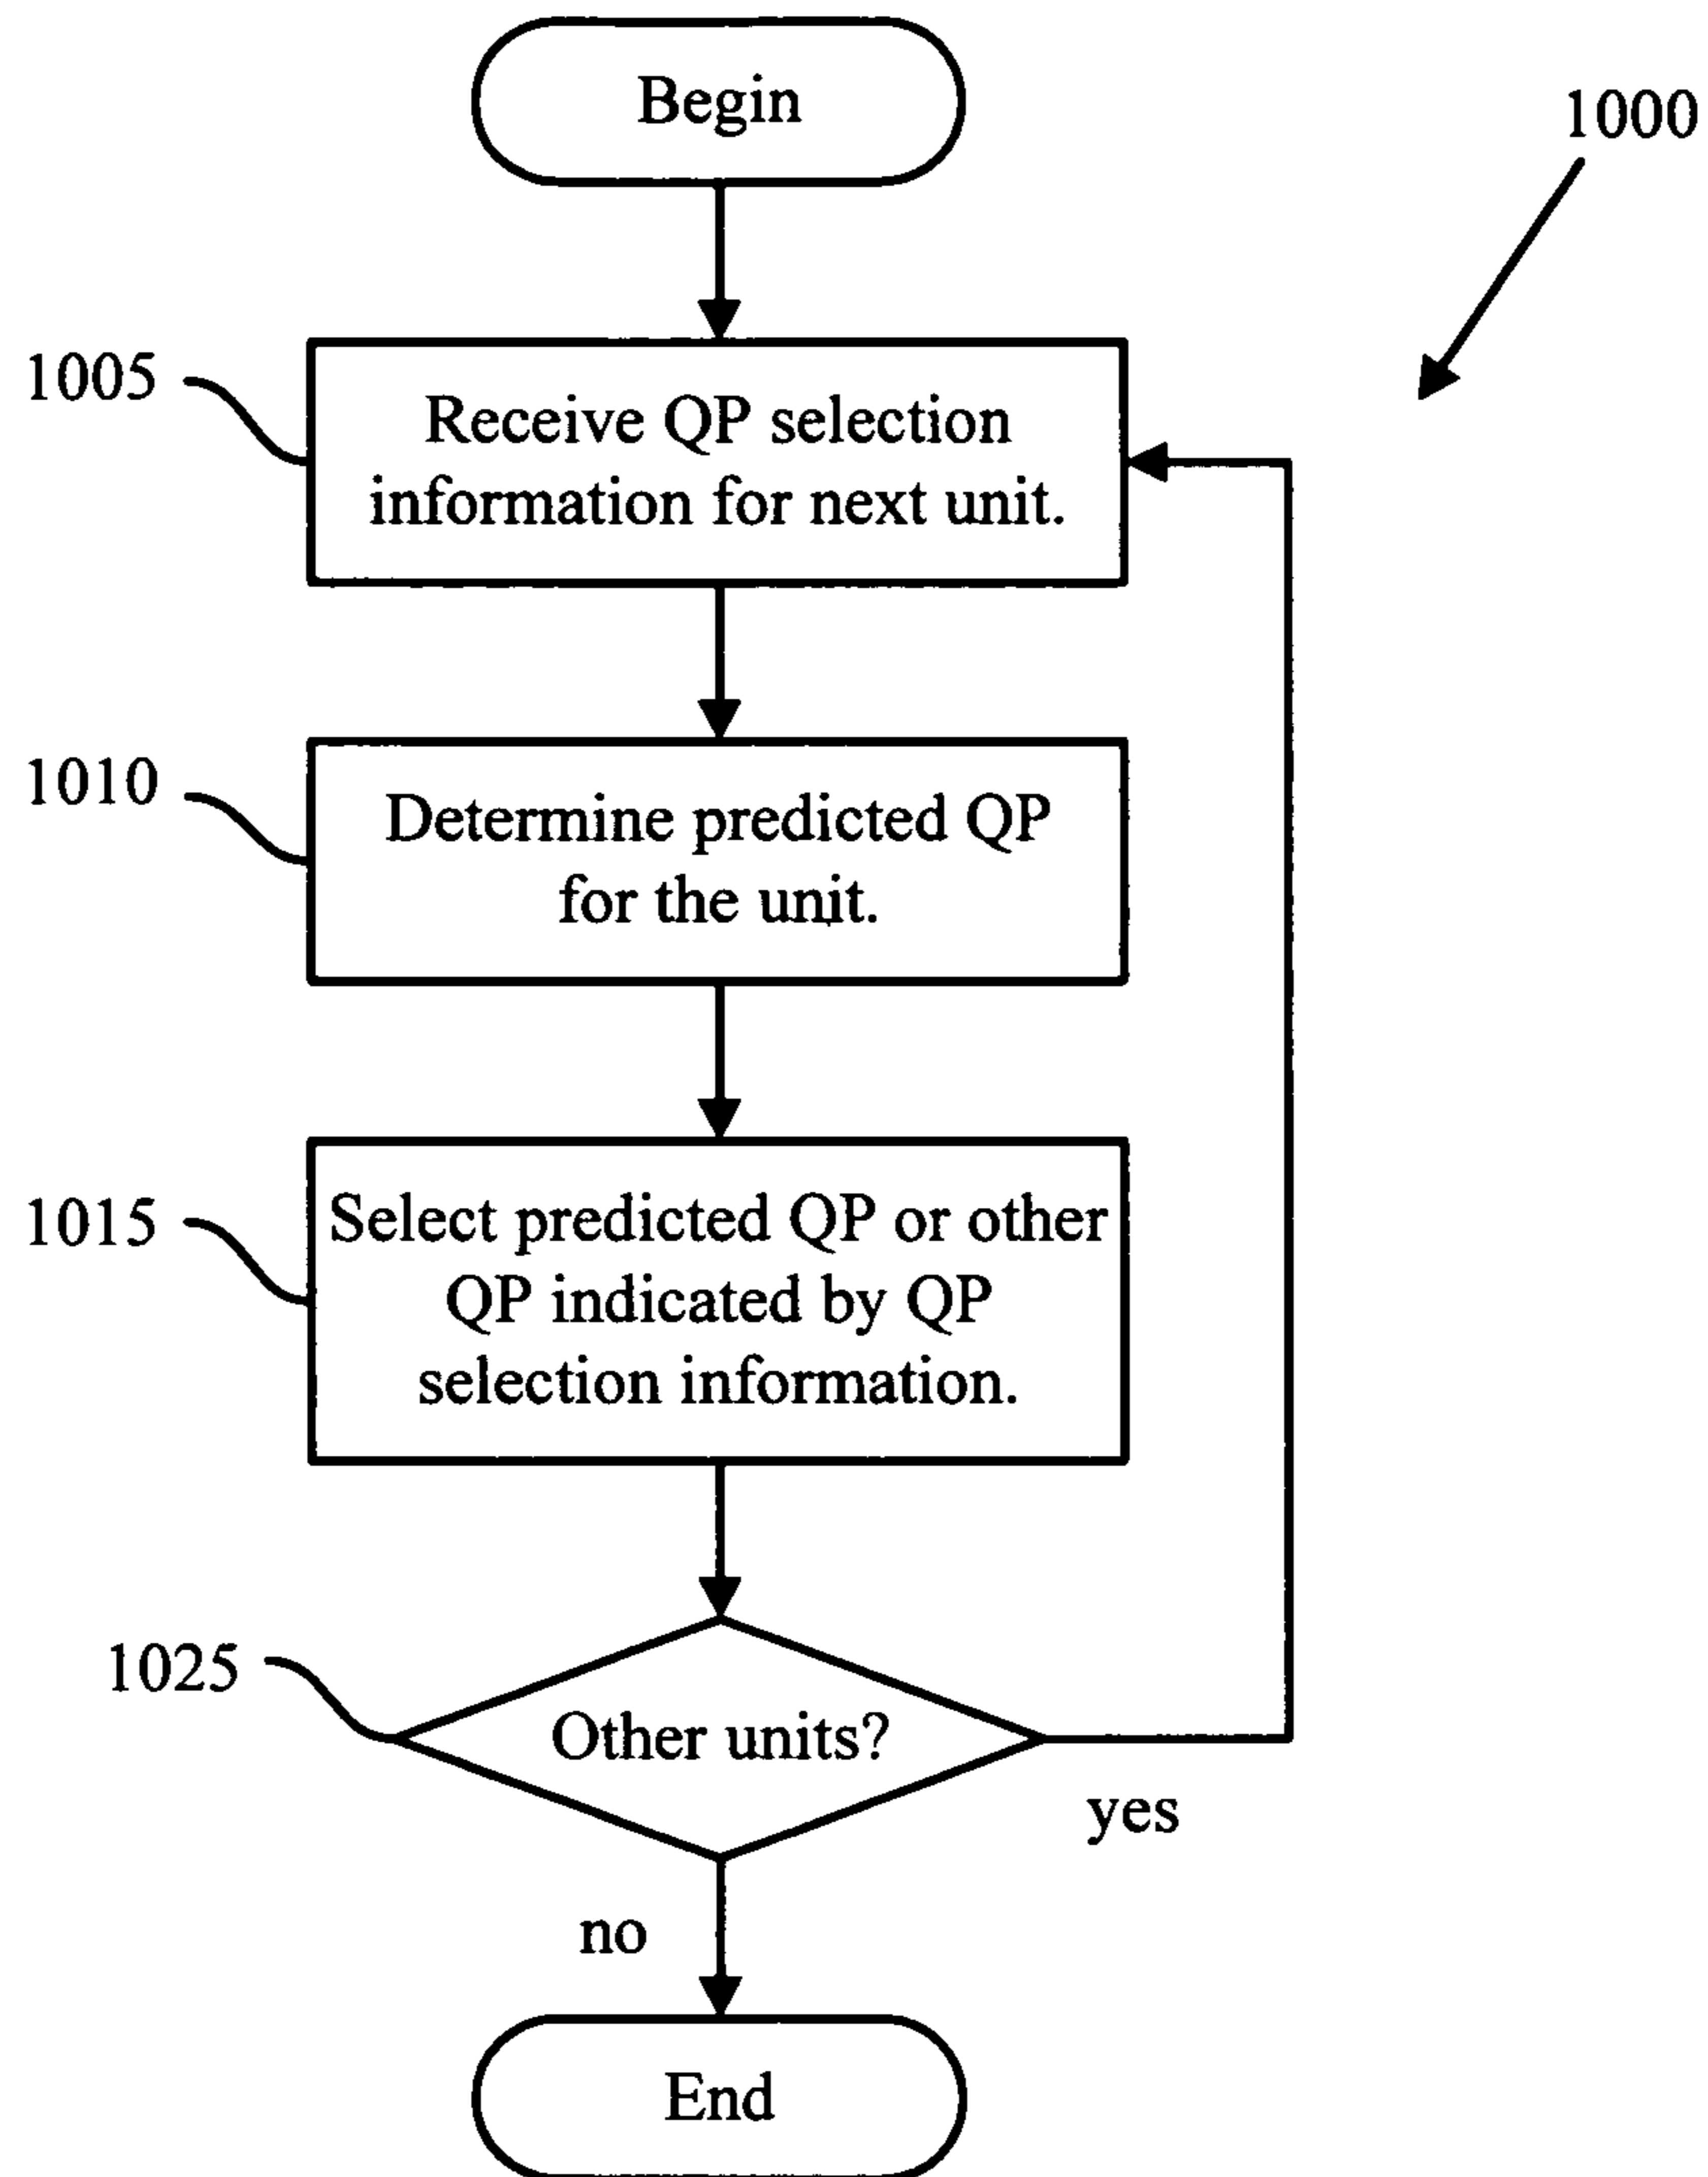 Begin
1000
1005
Receive QP selection
information for next unit.
1010
Determine predicted QP
for the unit.
1015
Select predicted QP or other
QP indicated by QP
selection information.
1025
Other units?
yes
no
End